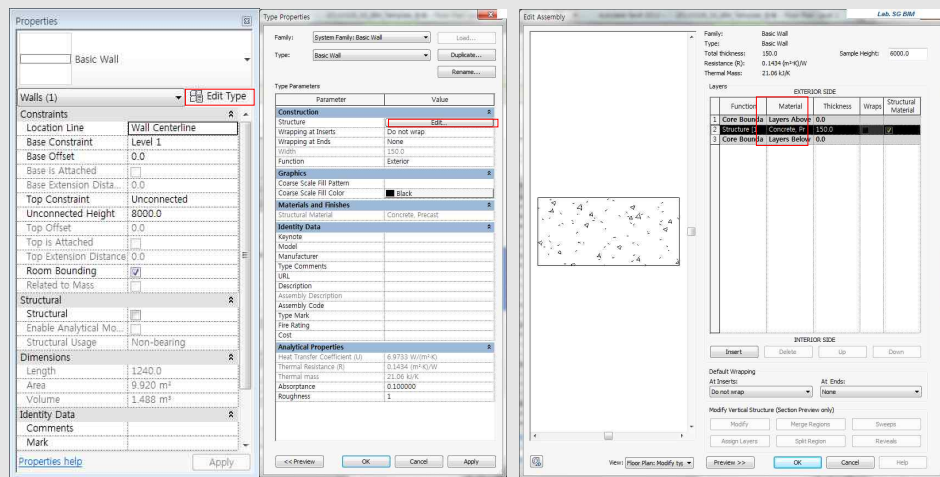 Properties
Basic Wall
Walls (1)
Edit Type
Constraints
Location Line Wall Centerline
Base Constraint Level 1
Base Offset 0.0
Base is Attached
Base Extension Dista... 0.0
Top Constraint Unconnected
Unconnected Height 8000.0
Top Offset 0.0
Top is Attached
Top Extension Distance 0.0
Room Bounding
Related to Mass
Structural
Structural
Enable Analytical Mo...
Structural Usage Non-bearing
Dimensions
Length 1240.0
Area 9.920 m²
Volume 1.488 m³
Identity Data
Comments
Mark
Properties help Apply
Type Properties
Family: System Family: Basic Wall Load...
Type: Basic Wall Duplicate...
Rename...
Type Parameters
Parameter Value
Construction
Structure Edit...
Wrapping at Inserts Do not wrap
Wrapping at Ends None
Width 150.0
Function Exterior
Graphics
Coarse Scale Fill Pattern
Coarse Scale Fill Color Black
Materials and Finishes
Structural Material Concrete, Precast
Identity Data
Keynote
Model
Manufacturer
Type Comments
URL
Description
Assembly Description
Assembly Code
Type Mark
Fire Rating
Cost
Analytical Properties
Heat Transfer Coefficient (U) 6.9733 W/(m²·K)
Thermal Resistance (R) 0.1434 (m²·K)/W
Thermal mass 21.06 kJ/K
Absorptance 0.100000
Roughness 1
<< Preview OK Cancel Apply
Edit Assembly
Lab. SG BIM
Family: Basic Wall
Type: Basic Wall
Total thickness: 150.0 Sample Height: 6000.0
Resistance (R): 0.1434 (m²·K)/W
Thermal Mass: 21.06 kJ/K
Layers
EXTERIOR SIDE
Function Material Thickness Wraps Structural Material
1 Core Bounda Layers Above 0.0
2 Structure [1 Concrete, Pr 150.0
3 Core Bounda Layers Below 0.0
INTERIOR SIDE
Insert Delete Up Down
Default Wrapping
At Inserts: At Ends:
Do not wrap None
Modify Vertical Structure (Section Preview only)
Modify Merge Regions Sweeps
Assign Layers Split Region Reveals
View: Floor Plan: Modify typ Preview >> OK Cancel Help